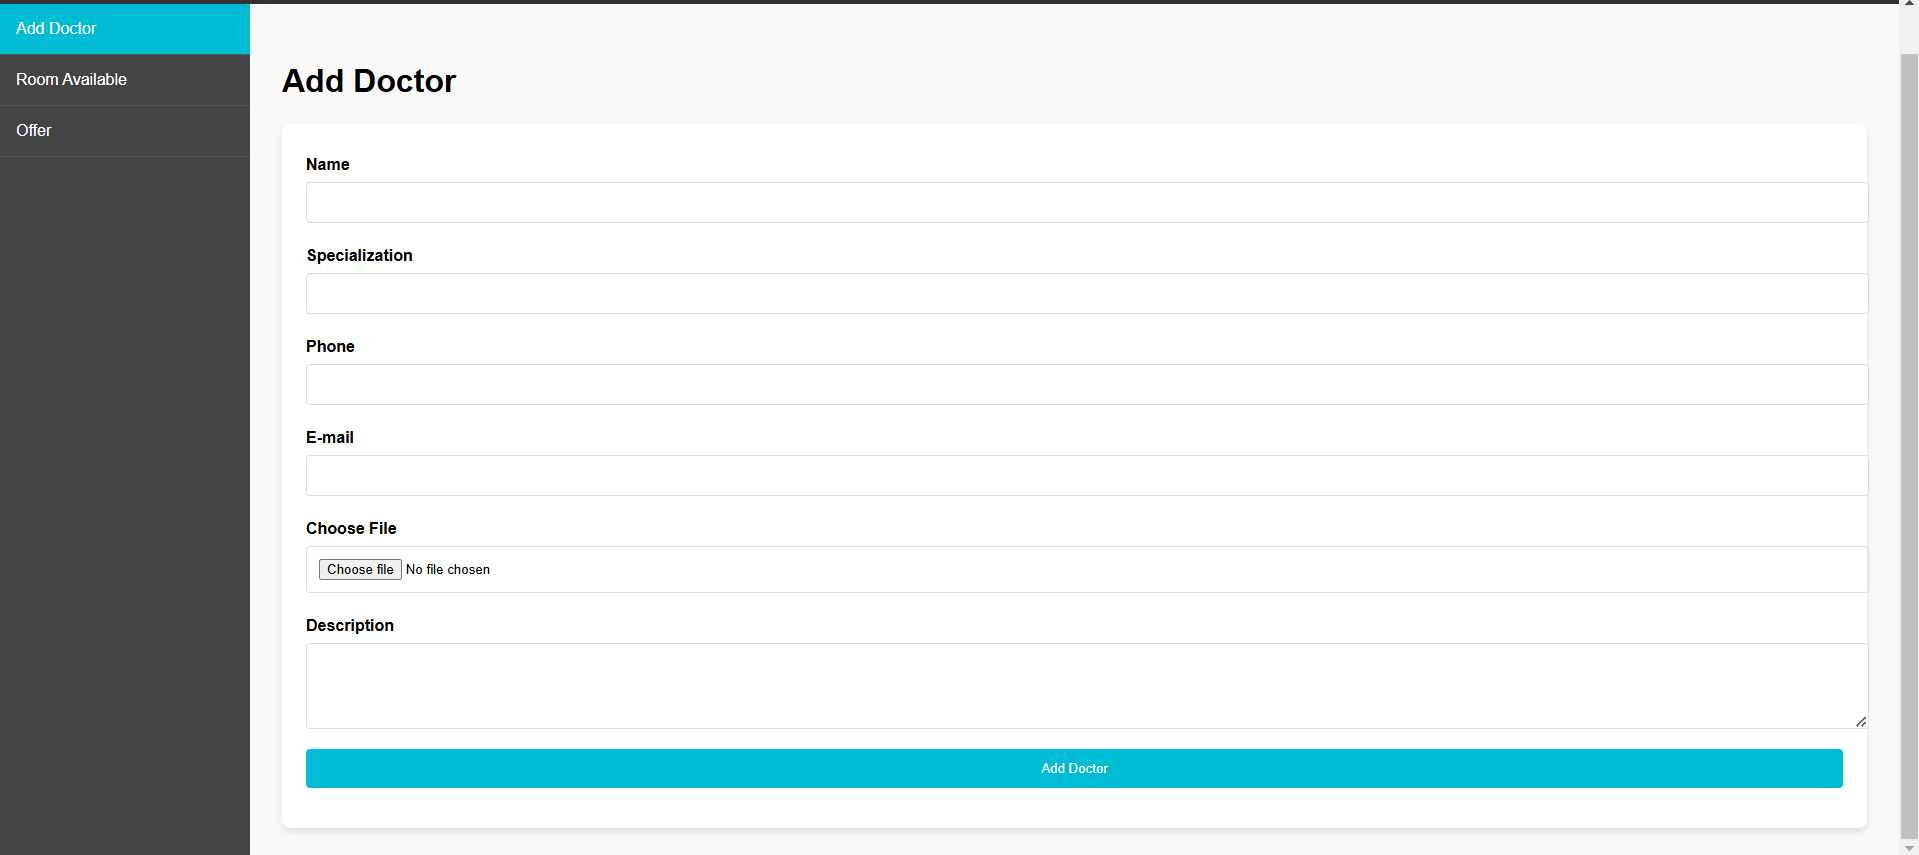 Add Doctor
Room Available
Offer
Add Doctor
Name
Specialization
Phone
E-mail
Choose File
Choose file No file chosen
Description
Add Doctor